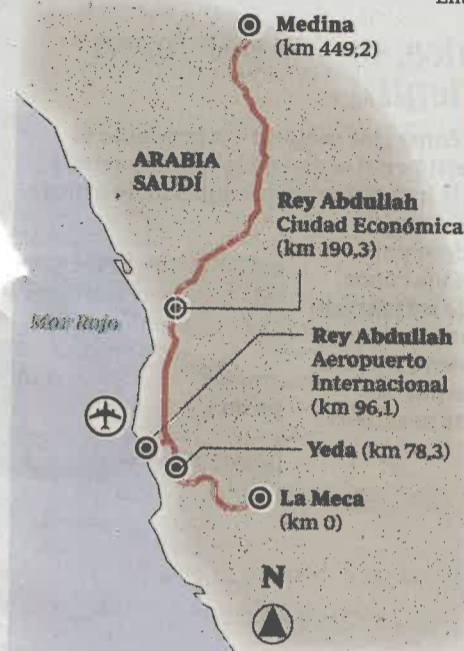 Medina
(km 449,2)
ARABIA
SAUDÍ
Rey Abdullah
Ciudad Económica
(km 190,3)
Mar Rojo
Rey Abdullah
Aeropuerto
Internacional
(km 96,1)
Yeda (km 78,3)
La Meca
(km 0)
N